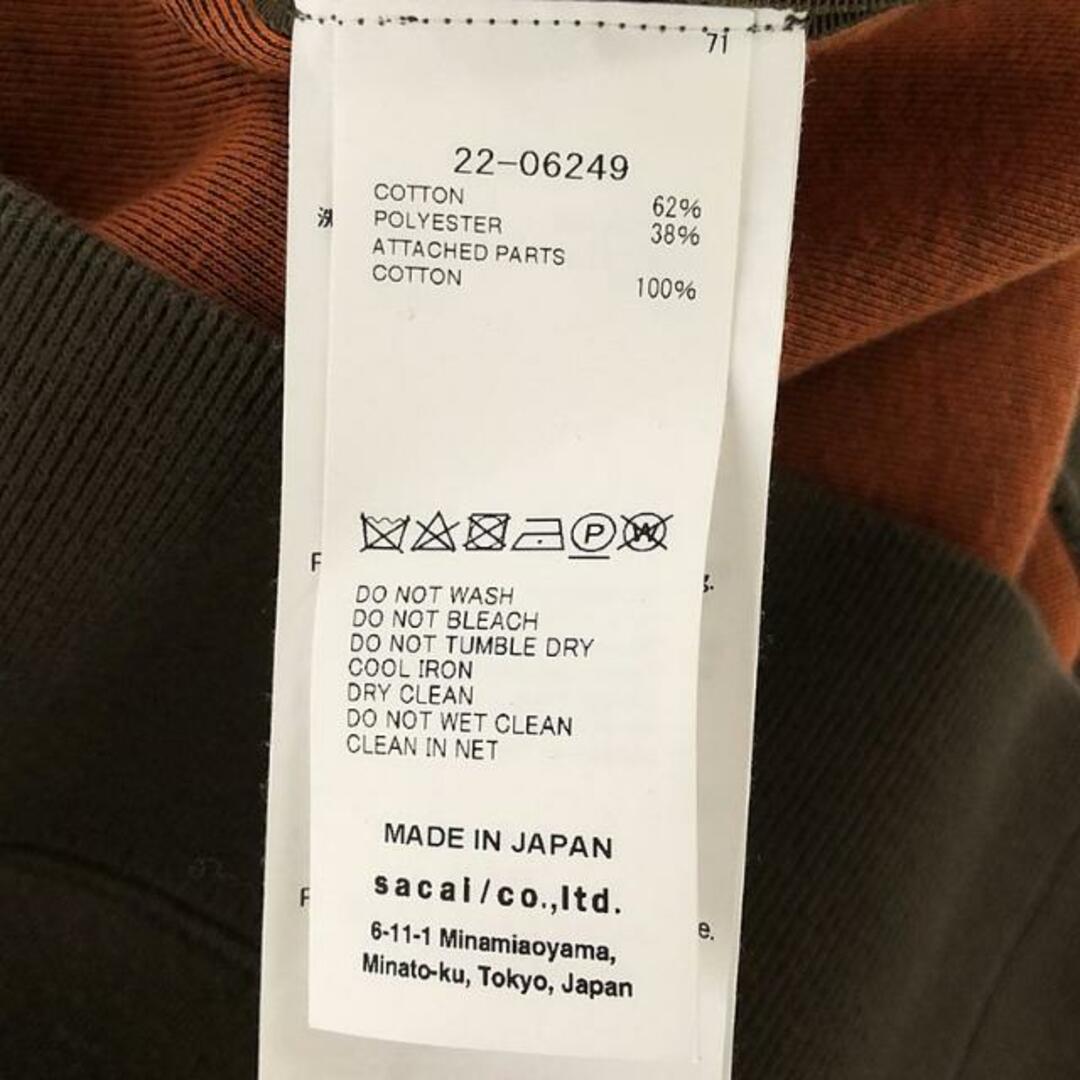 71
22-06249
COTTON 62%
POLYESTER 38%
ATTACHED PARTS
COTTON 100%
P W
DO NOT WASH
DO NOT BLEACH
DO NOT TUMBLE DRY
COOL IRON
DRY CLEAN
DO NOT WET CLEAN
CLEAN IN NET
MADE IN JAPAN
sacai/co.,ltd.
6-11-1 Minamiaoyama,
Minato-ku, Tokyo, Japan